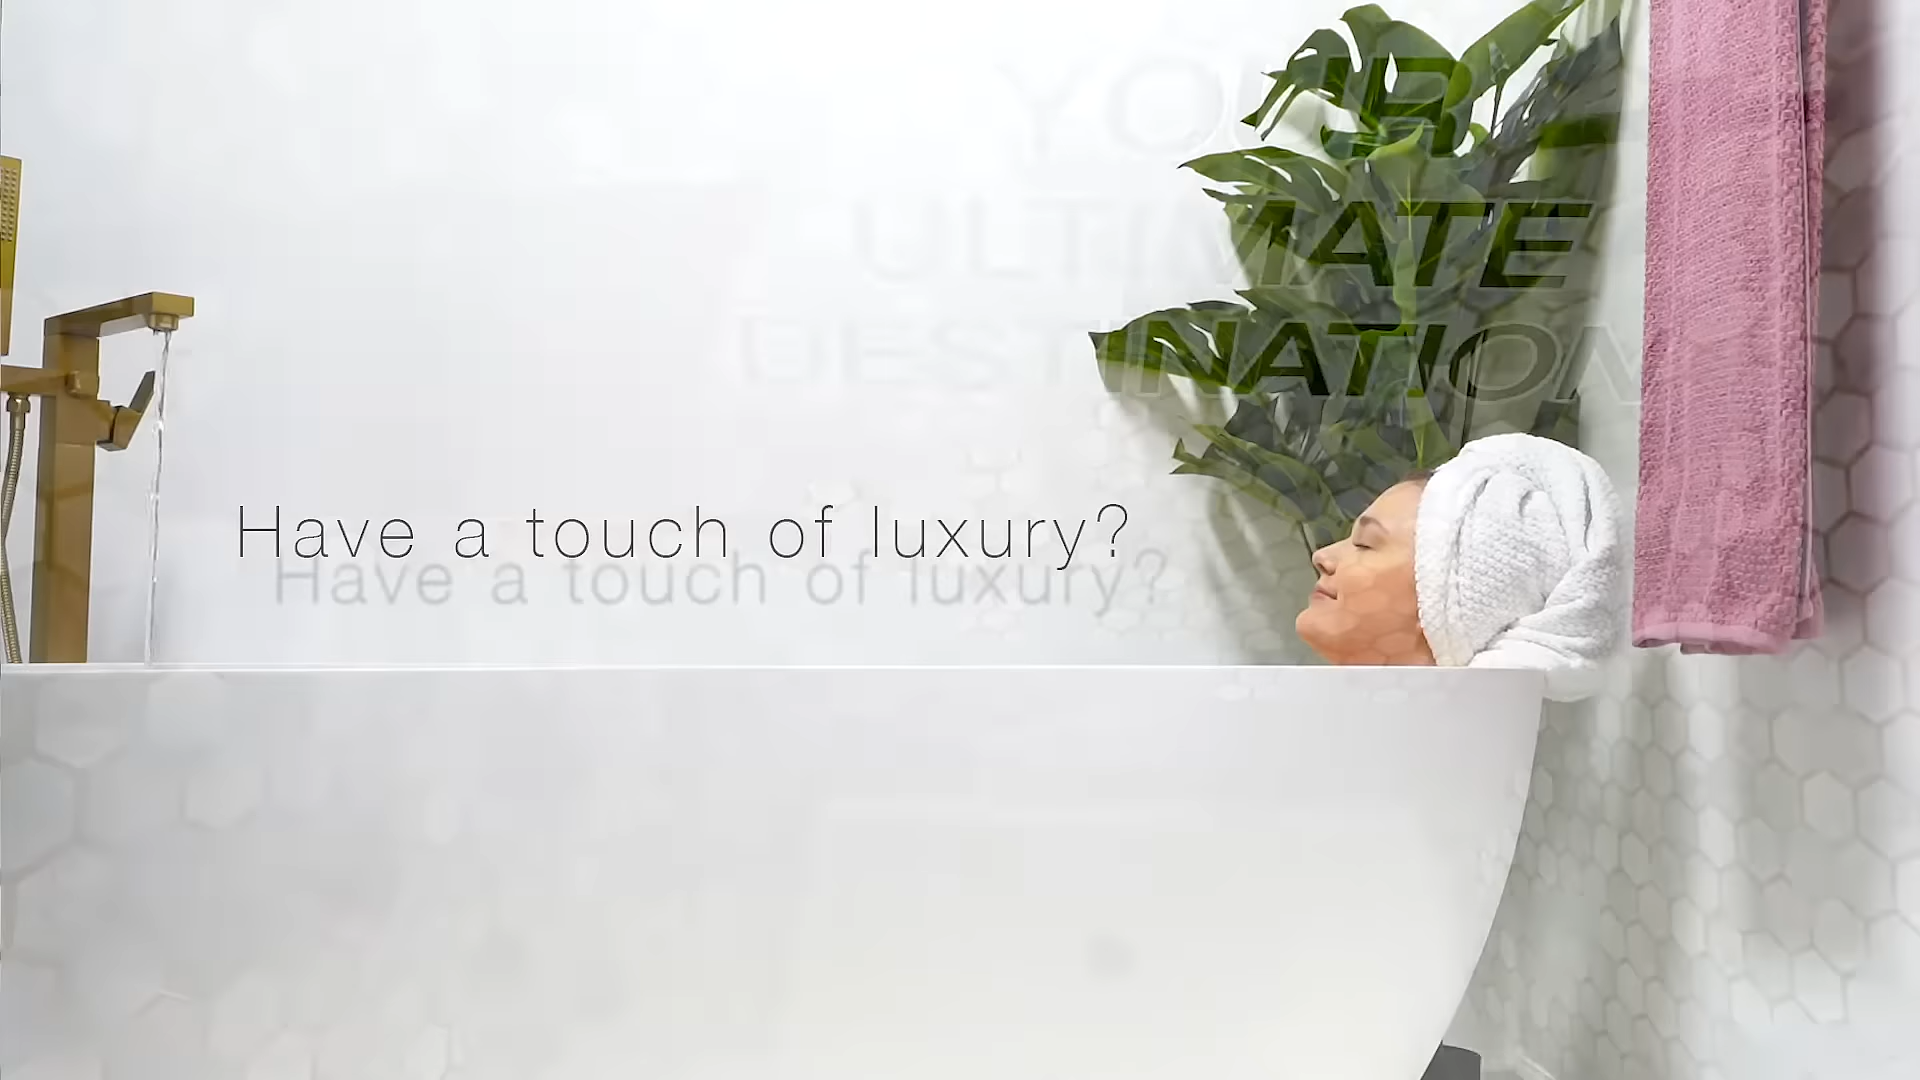 YOUR
ULTIMATE
DESTINATION
Have a touch of luxury?
Have a touch of luxury?